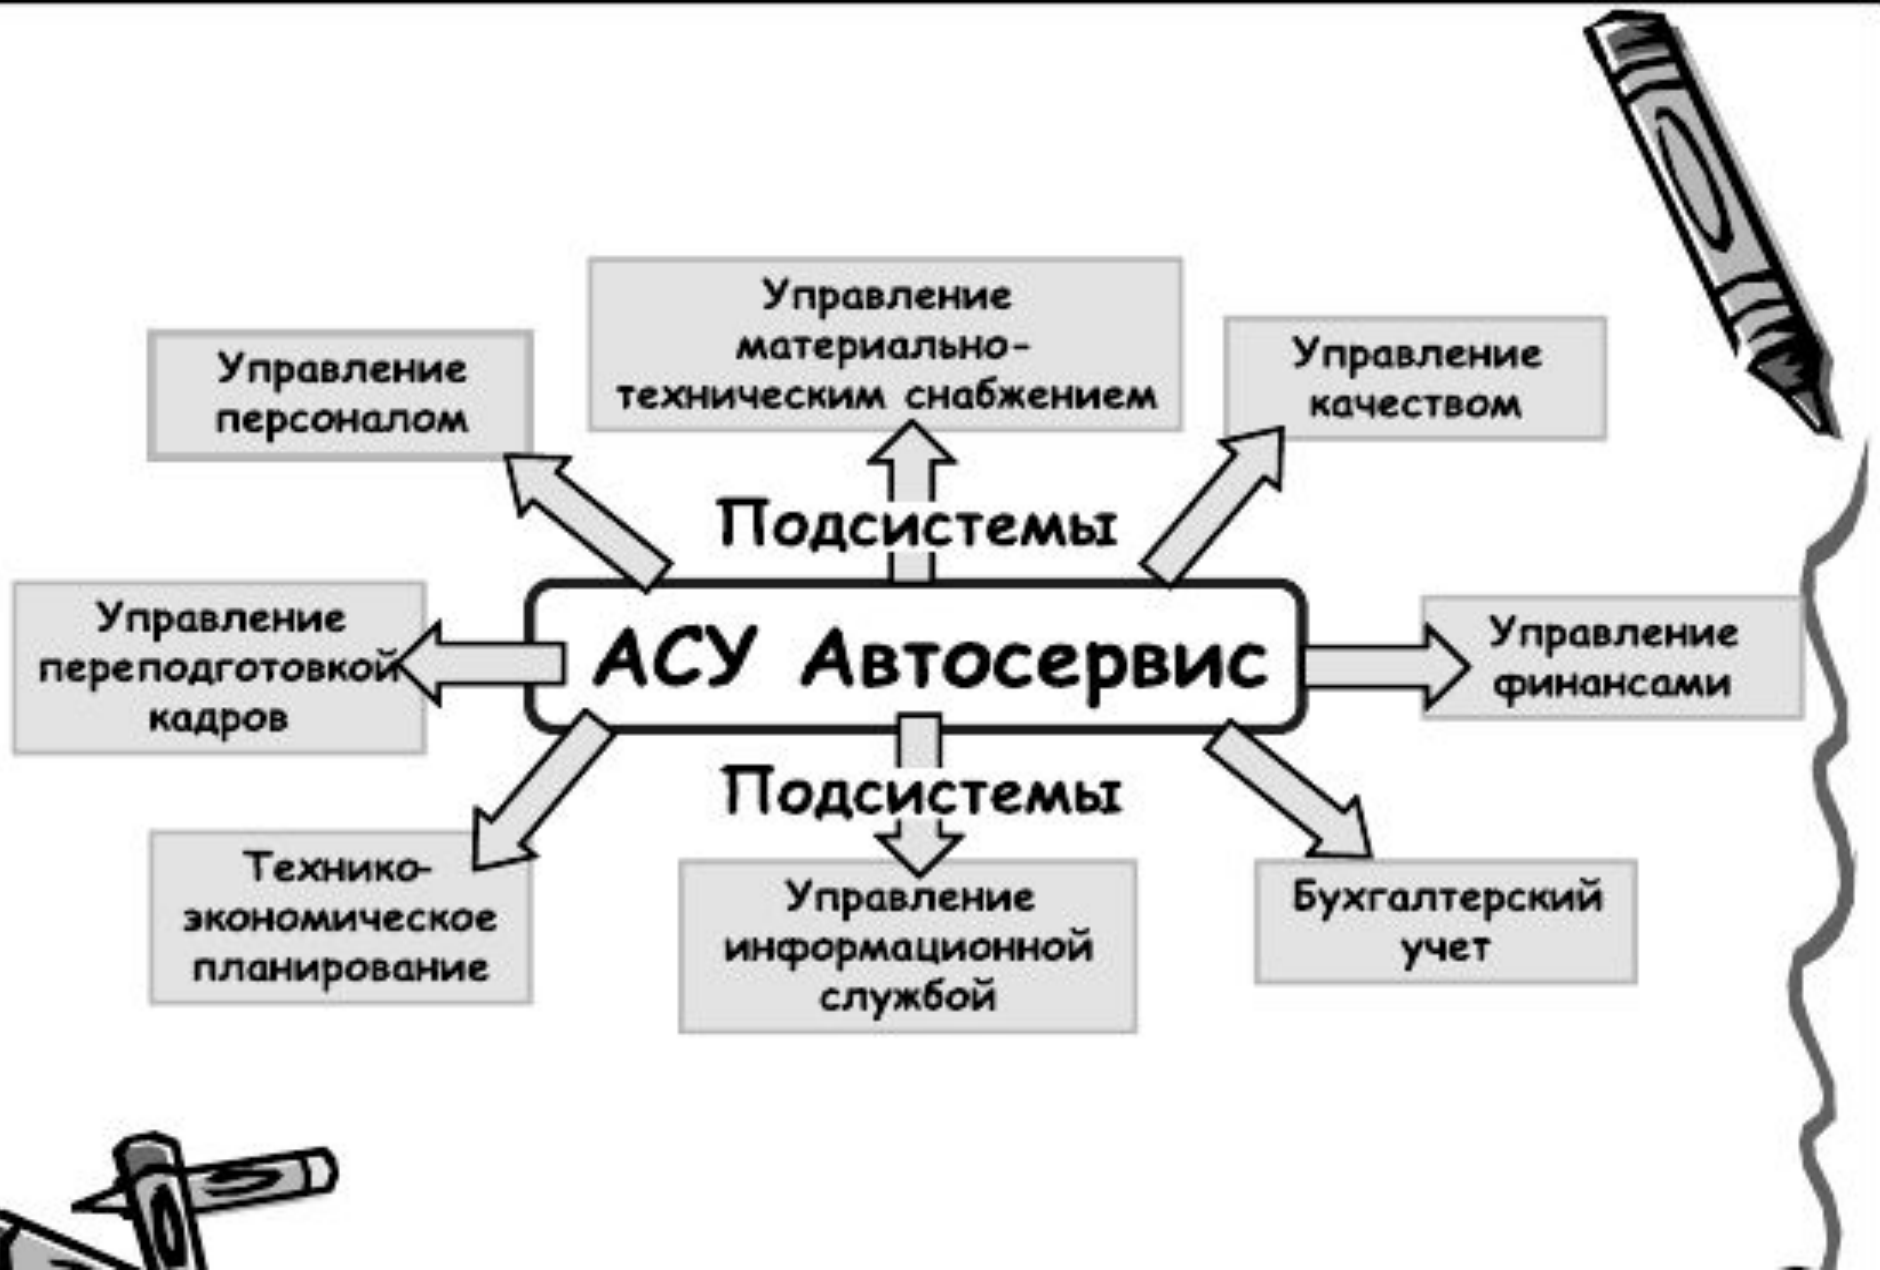 Управление
материально-
техническим снабжением
Управление
персоналом
Управление
качеством
Подсистемы
Управление
переподготовкой
кадров
АСУ Автосервис
Управление
финансами
Подсистемы
Технико-
экономическое
планирование
Управление
информационной
службой
Бухгалтерский
учет